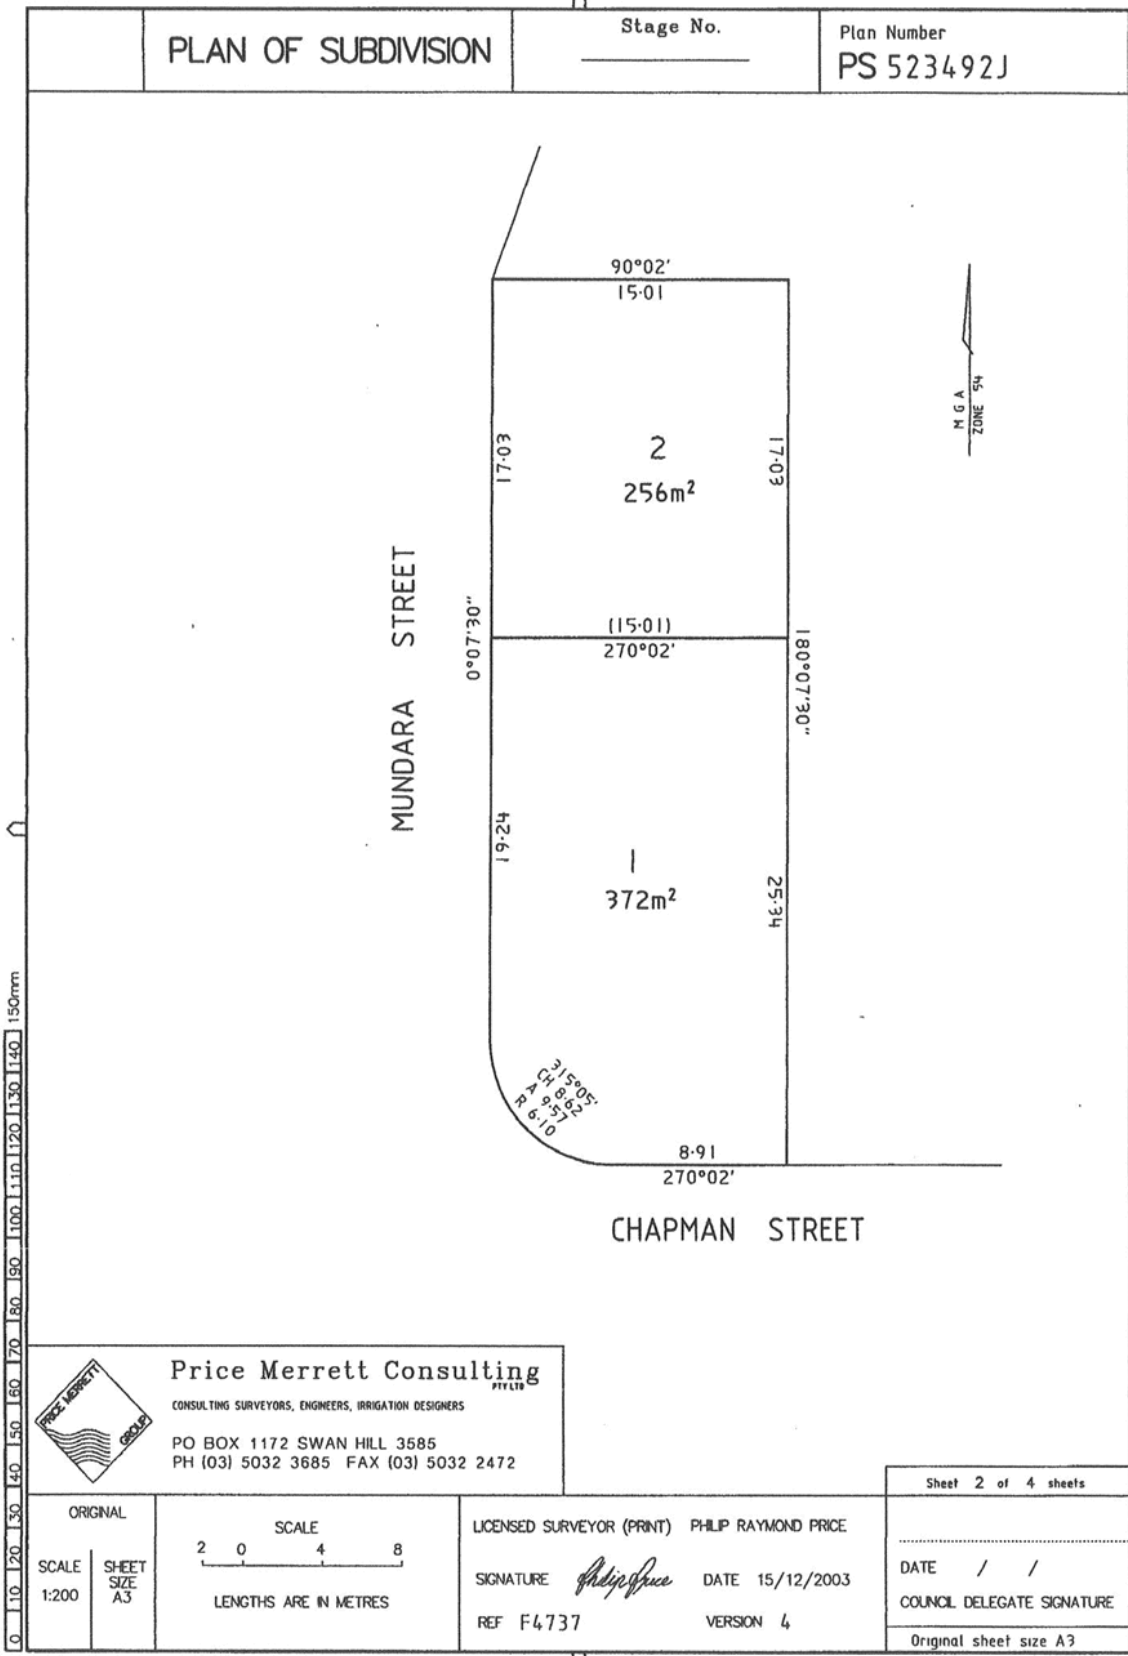 PLAN OF SUBDIVISION
Stage No.
Plan Number
PS 523492J
90°02'
15·01
17·03
2
256m²
17·03
MGA
ZONE 54
MUNDARA STREET
0°07'30"
(15·01)
270°02'
180°07'30"
19·24
1
372m²
25·34
315°05'
CH 8·62
A 9·57
R 6·10
8·91
270°02'
CHAPMAN STREET
0 10 20 30 40 50 60 70 80 90 100 110 120 130 140 150mm
PRICE MERRETT
GROUP
Price Merrett Consulting
PTY LTD
CONSULTING SURVEYORS, ENGINEERS, IRRIGATION DESIGNERS
PO BOX 1172 SWAN HILL 3585
PH (03) 5032 3685 FAX (03) 5032 2472
Sheet 2 of 4 sheets
ORIGINAL
SCALE
1:200
SHEET
SIZE
A3
SCALE
2 0 4 8
LENGTHS ARE IN METRES
LICENSED SURVEYOR (PRINT) PHILIP RAYMOND PRICE
SIGNATURE Philip Price DATE 15/12/2003
REF F4737 VERSION 4
DATE / /
COUNCIL DELEGATE SIGNATURE
Original sheet size A3